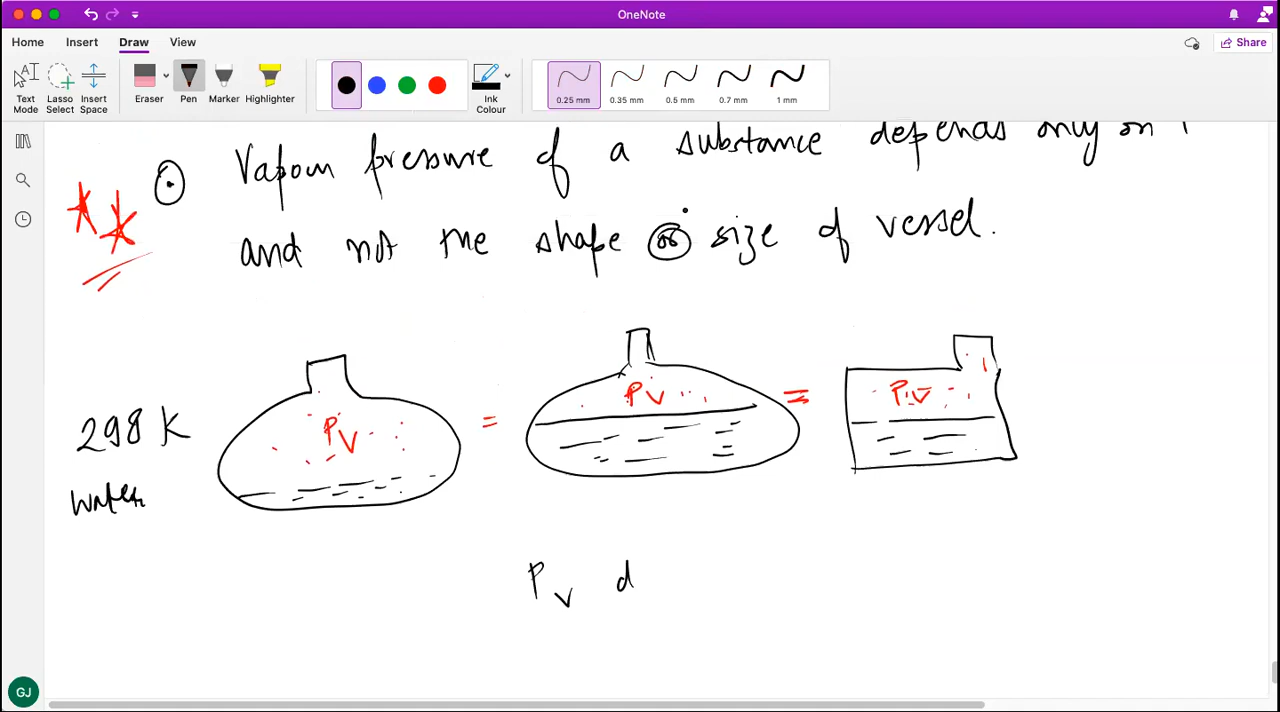 OneNote
Home Insert Draw View
Share
Text Mode
Lasso Select
Insert Space
Eraser
Pen
Marker
Highlighter
Ink Colour
0.25 mm
0.35 mm
0.5 mm
0.7 mm
1 mm
Vapour pressure of a substance depends only on T
and not the shape or size of vessel.
298 K
water
Pv = Pv = Pv
Pv d
GJ